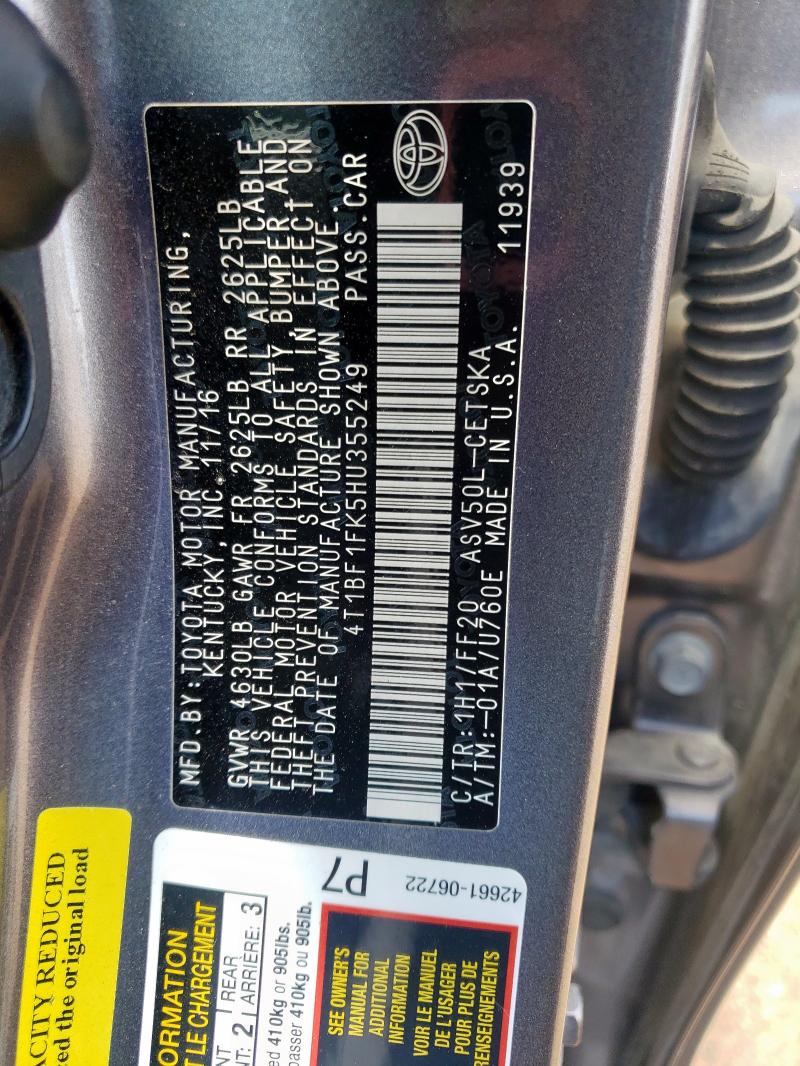 MFD.BY:TOYOTA MOTOR MANUFACTURING,
KENTUCKY, INC 11/16
GVWR 4630LB GAWR FR 2625LB RR 2625LB
THIS VEHICLE CONFORMS TO ALL APPLICABLE
FEDERAL MOTOR VEHICLE SAFETY, BUMPER, AND
THEFT PREVENTION STANDARDS IN EFFECT ON
THE DATE OF MANUFACTURE SHOWN ABOVE.
4T1BF1FK5HU355249 PASS.CAR
C/TR:1H1/FF20 ASV50L-CETSKA
A/TM:-01A/U760E MADE IN U.S.A. 11939
ACITY REDUCED
ed the original load
ORMATION
T LE CHARGEMENT
NT 2 REAR 3
NT: ARRIÈRE:
ed 410kg or 905lbs.
passer 410kg ou 905lb.
P7
42661-06722
SEE OWNER'S
MANUAL FOR
ADDITIONAL
INFORMATION
VOIR LE MANUEL
DE L'USAGER
POUR PLUS DE
RENSEIGNEMENTS